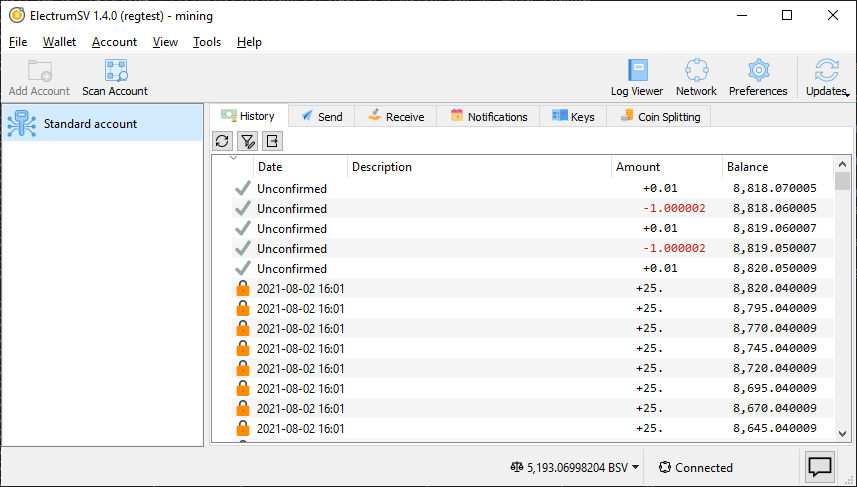 ElectrumSV 1.4.0 (regtest) - mining
File Wallet Account View Tools Help
Add Account Scan Account Log Viewer Network Preferences Updates
Standard account
History Send Receive Notifications Keys Coin Splitting
Date Description Amount Balance
Unconfirmed +0.01 8,818.070005
Unconfirmed -1.000002 8,818.060005
Unconfirmed +0.01 8,819.060007
Unconfirmed -1.000002 8,819.050007
Unconfirmed +0.01 8,820.050009
2021-08-02 16:01 +25. 8,820.040009
2021-08-02 16:01 +25. 8,795.040009
2021-08-02 16:01 +25. 8,770.040009
2021-08-02 16:01 +25. 8,745.040009
2021-08-02 16:01 +25. 8,720.040009
2021-08-02 16:01 +25. 8,695.040009
2021-08-02 16:01 +25. 8,670.040009
2021-08-02 16:01 +25. 8,645.040009
5,193.06998204 BSV Connected